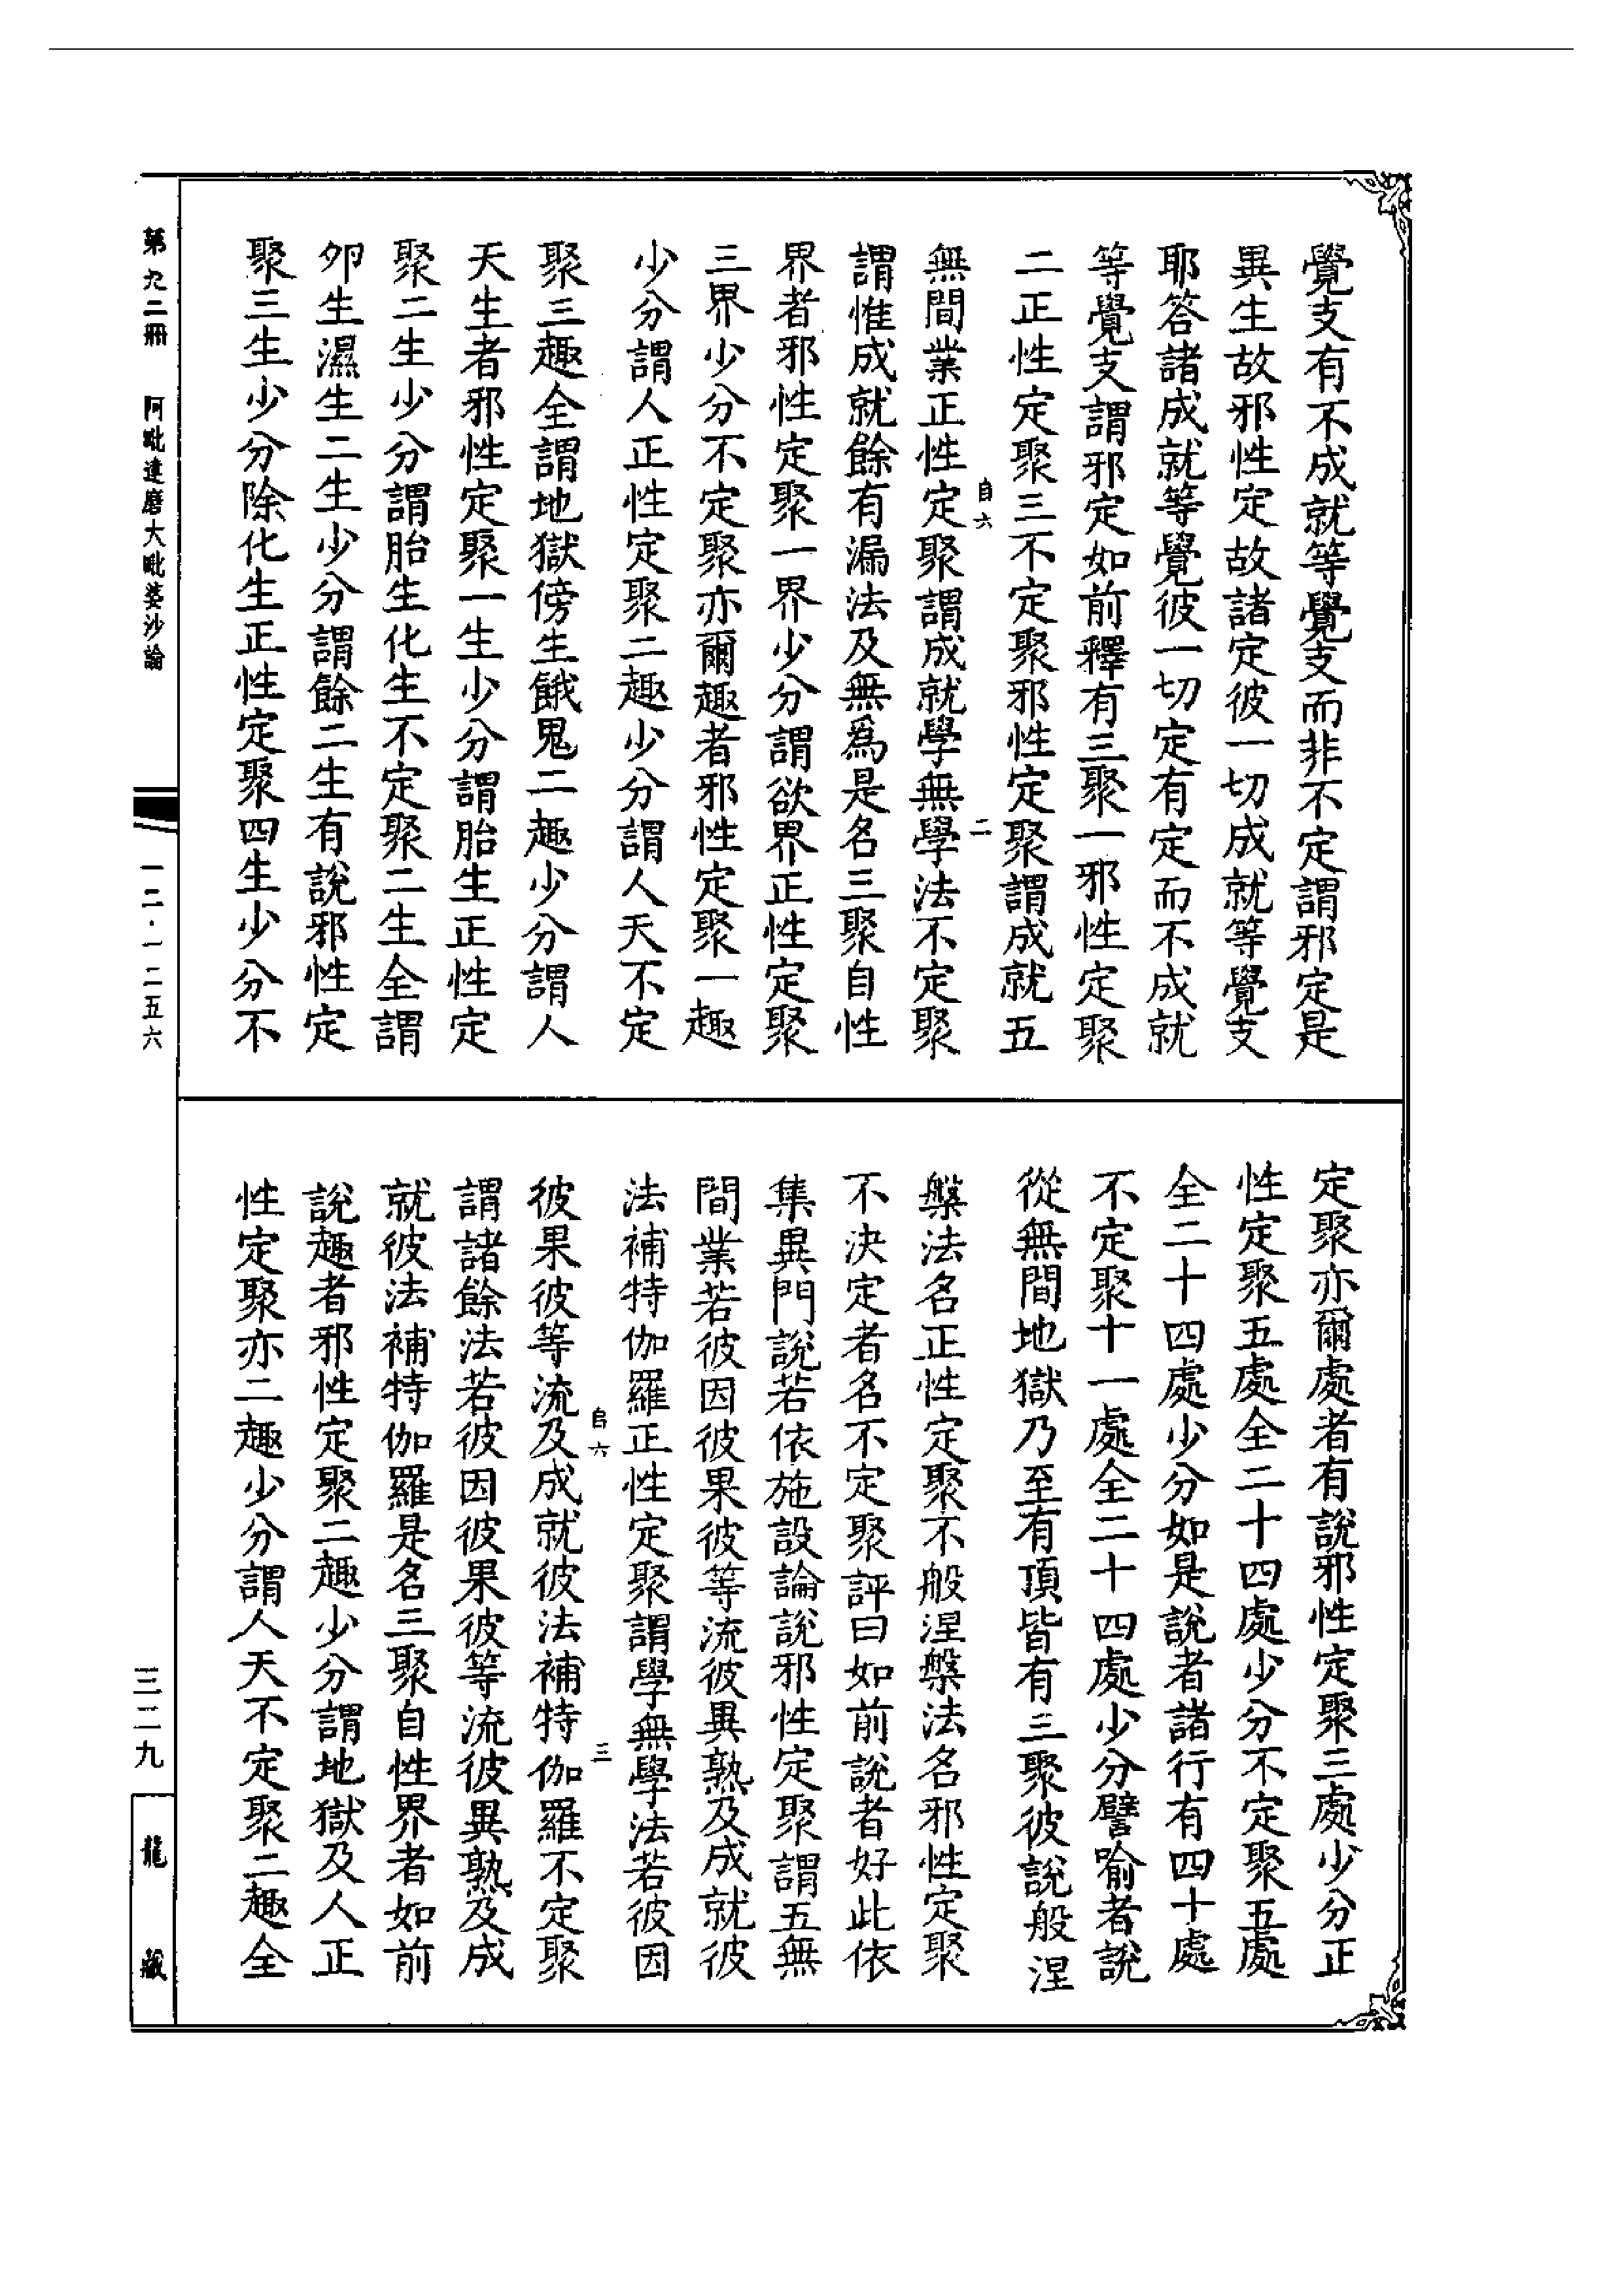 覺支有不成就等覺支而非不定謂邪定是
異生故邪性定故諸定彼一切成就等覺支
耶答諸成就等覺彼一切定有定而不成就
等覺支謂邪定如前釋有三聚一邪性定聚
二正性定聚三不定聚邪性定聚謂成就五
自六
二
無間業正性定聚謂成就學無學法不定聚
謂惟成就餘有漏法及無為是名三聚自性
界者邪性定聚一界少分謂欲界正性定聚
三界少分不定聚亦爾趣者邪性定聚一趣
少分謂人正性定聚二趣少分謂人天不定
聚三趣全謂地獄傍生餓鬼二趣少分謂人
天生者邪性定聚一生少分謂胎生正性定
聚二生少分謂胎生化生不定聚二生全謂
夘生濕生二生少分謂餘二生有說邪性定
聚三生少分除化生正性定聚四生少分不
定聚亦爾處者有說邪性定聚三處少分正
性定聚五處全二十四處少分不定聚五處
全二十四處少分如是說者諸行有四十處
不定聚十一處全二十四處少分譬喻者說
從無間地獄乃至有頂皆有三聚彼說般涅
槃法名正性定聚不般涅槃法名邪性定聚
不決定者名不定聚評曰如前說者好此依
集異門說若依施設論說邪性定聚謂五無
間業若彼因彼果彼等流彼異熟及成就彼
法補特伽羅正性定聚謂學無學法若彼因
自六
三
彼果彼等流及成就彼法補特伽羅不定聚
謂諸餘法若彼因彼果彼等流彼異熟及成
就彼法補特伽羅是名三聚自性界者如前
說趣者邪性定聚二趣少分謂地獄及人正
性定聚亦二趣少分謂人天不定聚二趣全
第九二冊 阿毗達磨大毗婆沙論
一二·一二五六
三二九
龍藏